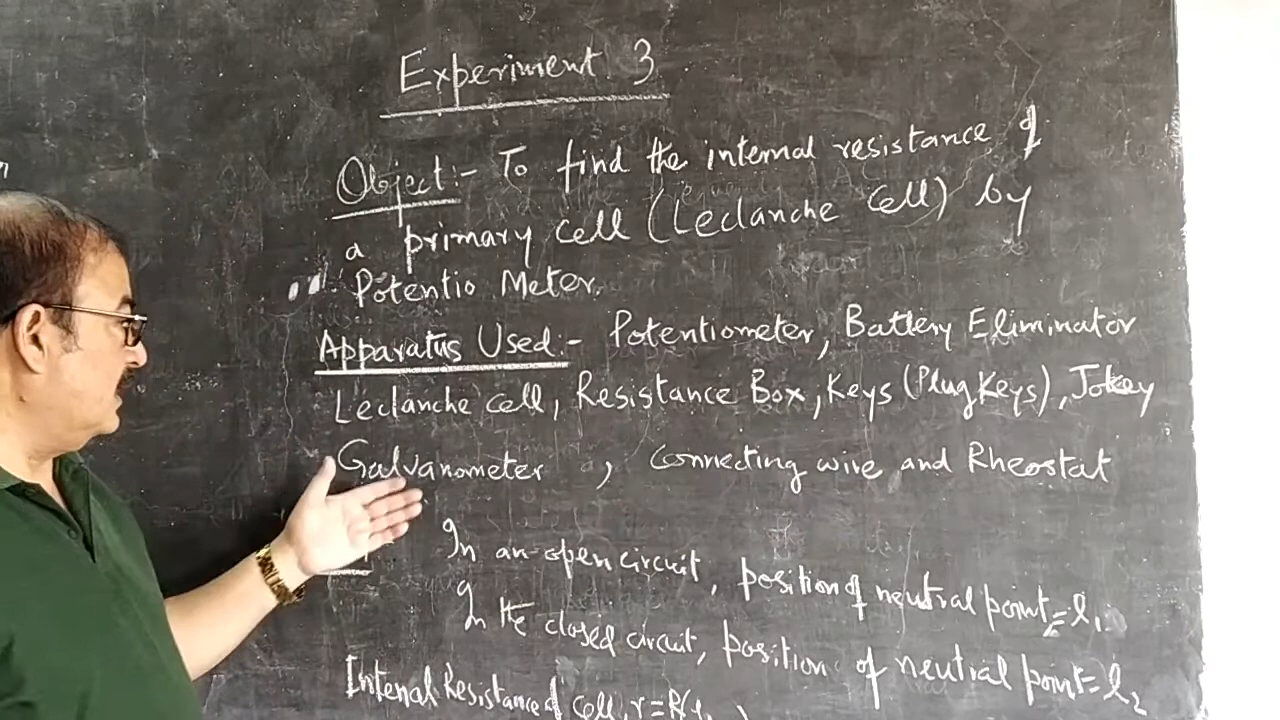 Experiment 3
Object:- To find the internal resistance of
a primary cell (Leclanche Cell) by
Potentio Meter.
Apparatus Used:- Potentiometer, Battery Eliminator
Leclanche cell, Resistance Box, Keys (Plug Keys), Jokey
Galvanometer , Connecting wire and Rheostat
In an open circuit, position of neutral point = l₁
In the closed circuit, position of neutral point = l₂
Internal Resistance of cell, r = R(